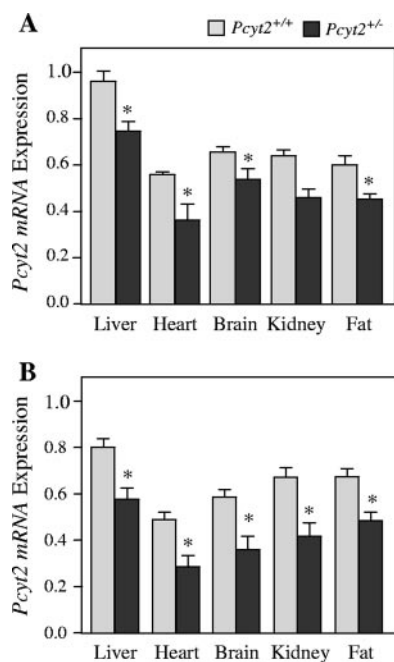 A
Pcyt2+/+ Pcyt2+/-
Pcyt2 mRNA Expression
1.0
0.8
0.6
0.4
0.2
0.0
* * * *
Liver Heart Brain Kidney Fat
B
Pcyt2 mRNA Expression
1.0
0.8
0.6
0.4
0.2
0.0
* * * * *
Liver Heart Brain Kidney Fat